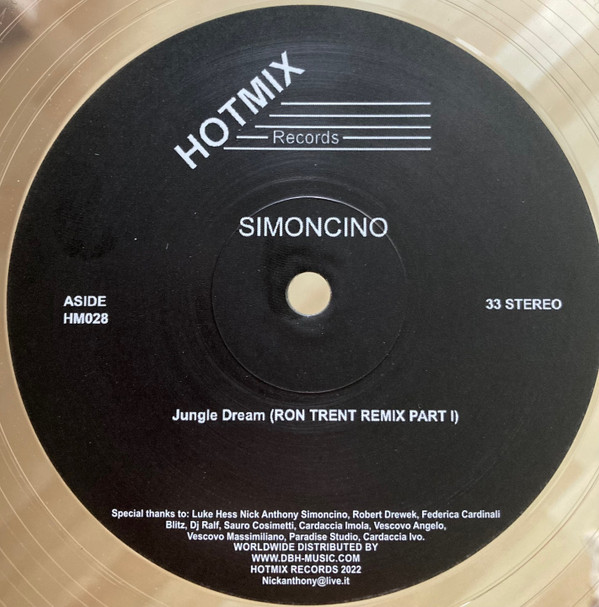 HOTMIX
Records
SIMONCINO
ASIDE
HM028
33 STEREO
Jungle Dream (RON TRENT REMIX PART I)
Special thanks to: Luke Hess Nick Anthony Simoncino, Robert Drewek, Federica Cardinali
Blitz, Dj Ralf, Sauro Cosimetti, Cardaccia Imola, Vescovo Angelo,
Vescovo Massimiliano, Paradise Studio, Cardaccia Ivo.
WORLDWIDE DISTRIBUTED BY
WWW.DBH-MUSIC.COM
HOTMIX RECORDS 2022
Nickanthony@live.it